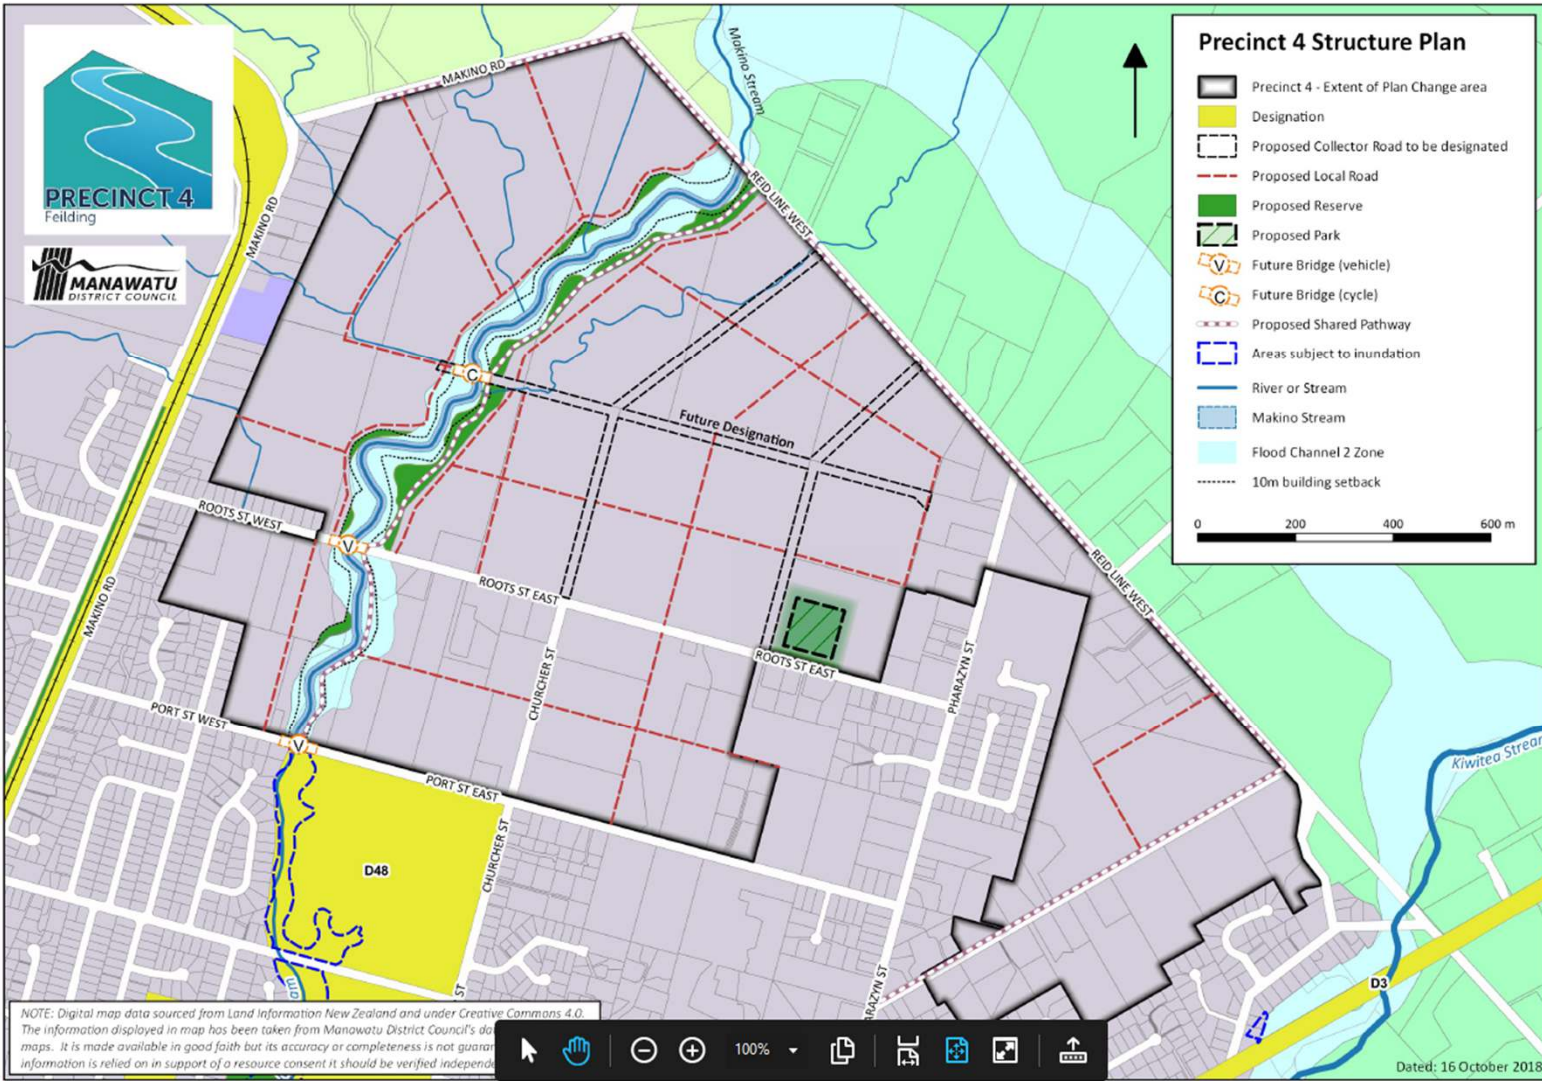 PRECINCT 4
Feilding
MANAWATU
DISTRICT COUNCIL
Precinct 4 Structure Plan
Precinct 4 - Extent of Plan Change area
Designation
Proposed Collector Road to be designated
Proposed Local Road
Proposed Reserve
Proposed Park
V Future Bridge (vehicle)
C Future Bridge (cycle)
Proposed Shared Pathway
Areas subject to inundation
River or Stream
Makino Stream
Flood Channel 2 Zone
10m building setback
0 200 400 600 m
MAKINO RD
Makino Stream
MAKINO RD
REID LINE WEST
C
Future Designation
ROOTS ST WEST
V
ROOTS ST EAST
MAKINO RD
REID LINE WEST
ROOTS ST EAST
PHARAZYN ST
CHURCHER ST
PORT ST WEST
V
PORT ST EAST
Kiwitea Stream
CHURCHER ST
D48
D3
ARAZYN ST
ST
NOTE: Digital map data sourced from Land Information New Zealand and under Creative Commons 4.0.
The information displayed in map has been taken from Manawatu District Council's da
maps. It is made available in good faith but its accuracy or completeness is not guaran
information is relied on in support of a resource consent it should be verified independe
100%
Dated: 16 October 2018